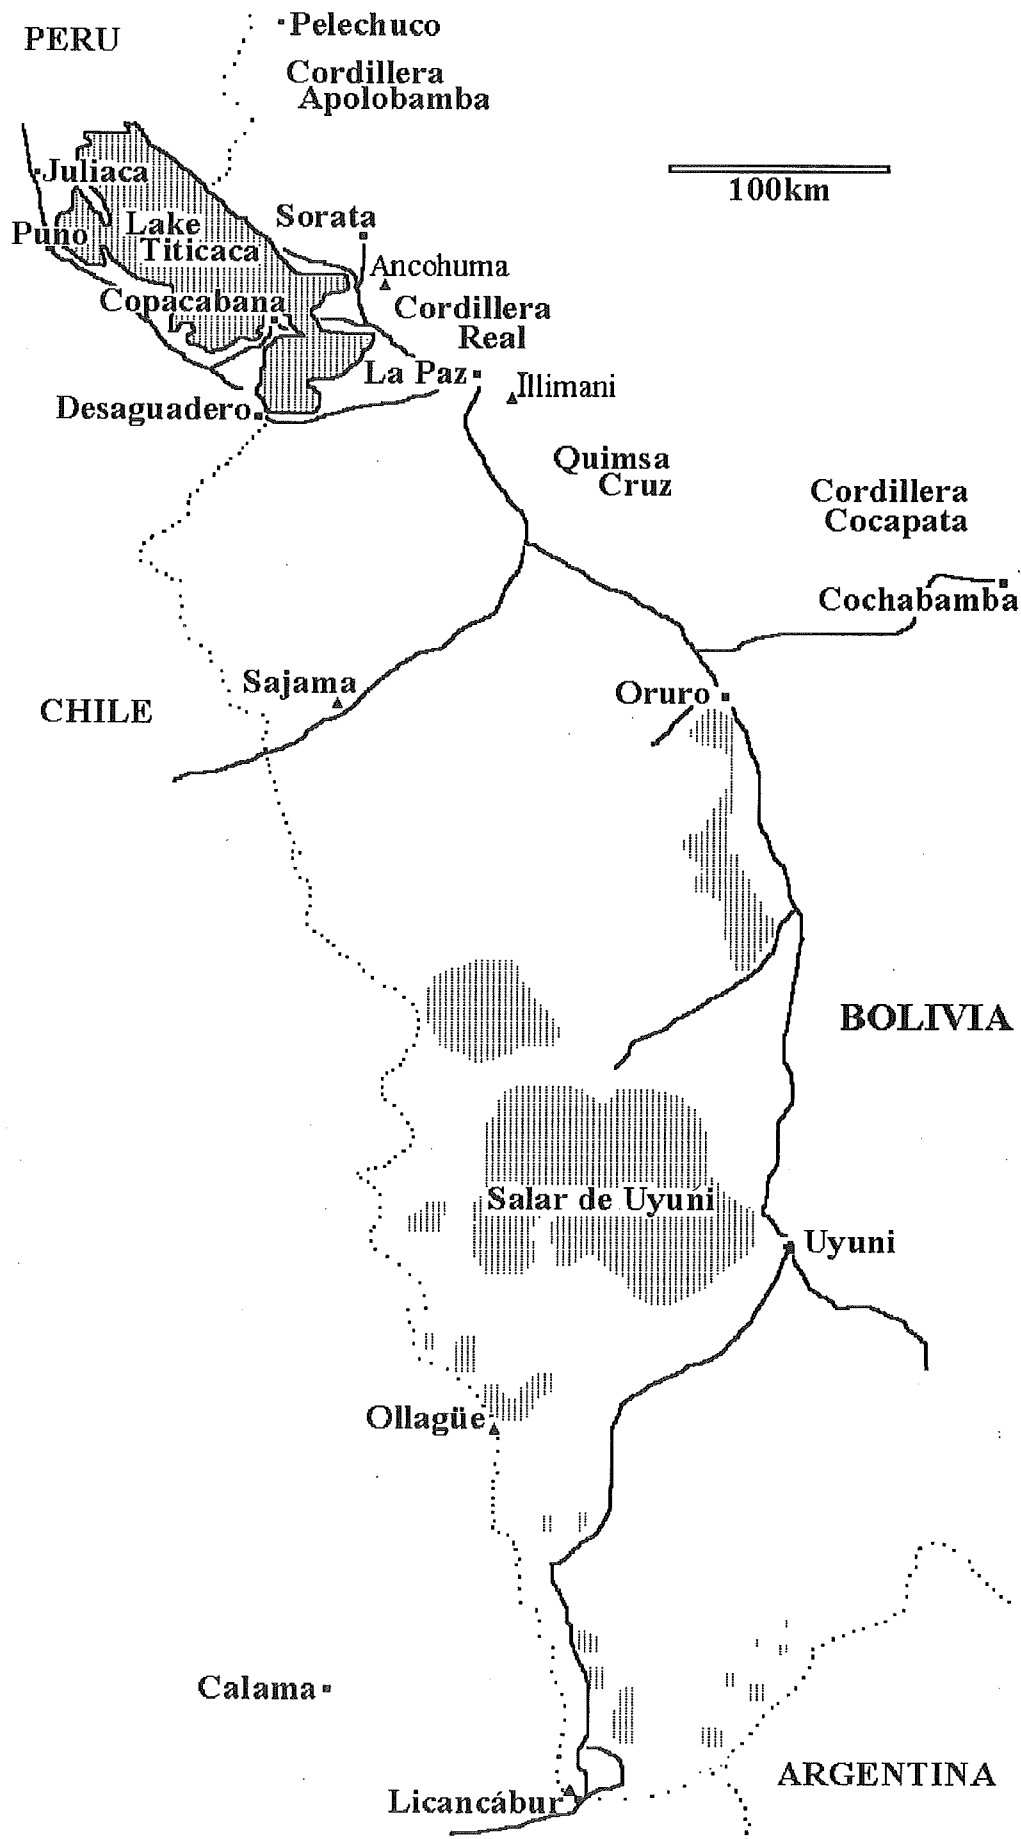 Pelechuco
PERU
Cordillera
Apolobamba
Juliaca
100km
Sorata
Lake
Titicaca
Puno
Ancohuma
Copacabana
Cordillera
Real
La Paz
Illimani
Desaguadero
Quimsa
Cruz
Cordillera
Cocapata
Cochabamba
Sajama
Oruro
CHILE
BOLIVIA
Salar de Uyuni
Uyuni
Ollagüe
Calama
ARGENTINA
Licancábur